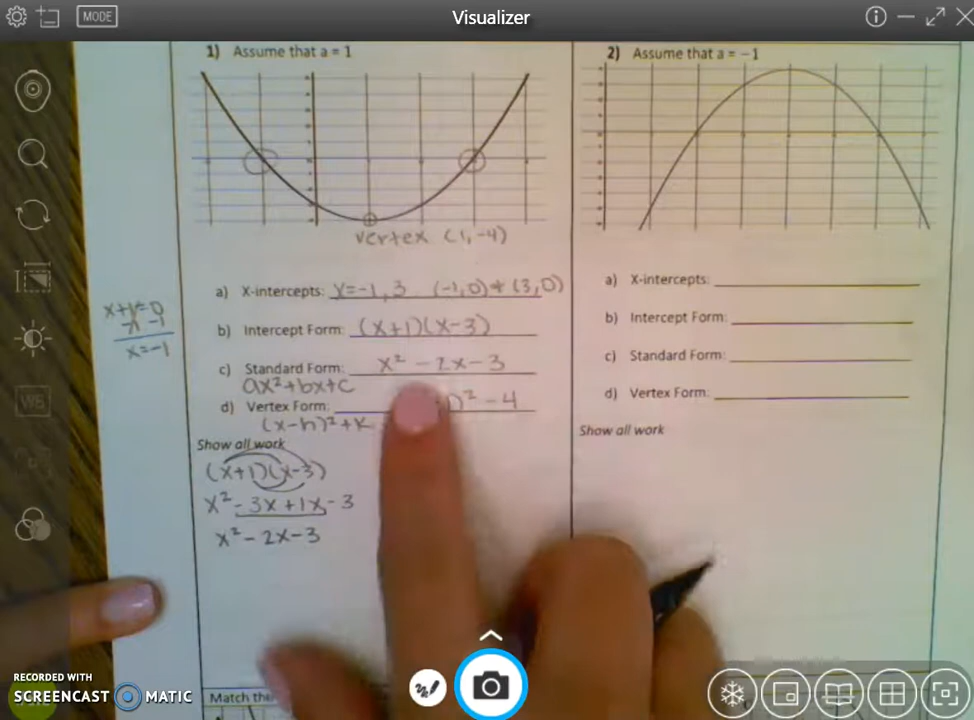 Visualizer
MODE
1) Assume that a = 1
vertex (1,-4)
a) X-intercepts: x=-1, 3 (-1,0) + (3,0)
x+1=0
-1 -1
x=-1
b) Intercept Form: (x+1)(x-3)
c) Standard Form: x² - 2x - 3
ax²+bx+c
d) Vertex Form: )² - 4
(x-h)²+k
Show all work
(x+1)(x-3)
x² - 3x + 1x - 3
x² - 2x - 3
Match the
2) Assume that a = -1
a) X-intercepts:
b) Intercept Form:
c) Standard Form:
d) Vertex Form:
Show all work
RECORDED WITH
SCREENCAST MATIC